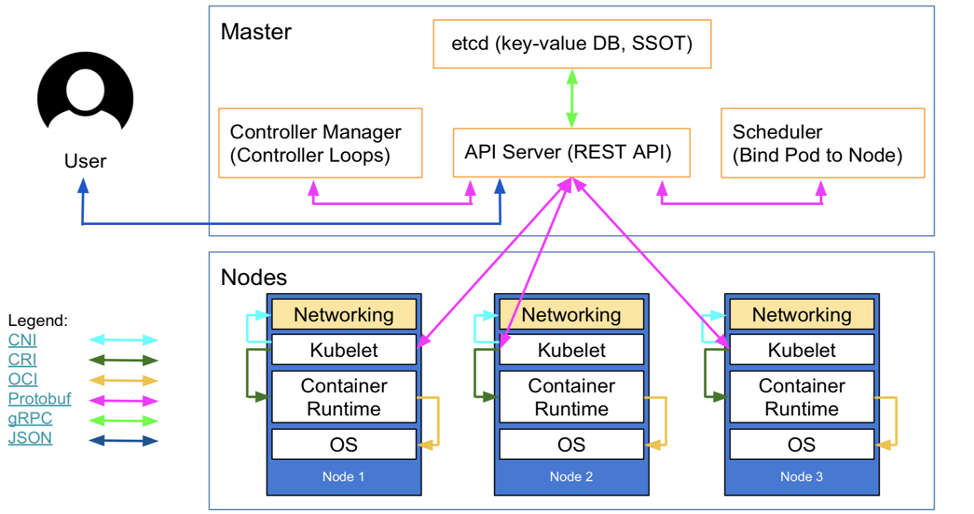 Master
etcd (key-value DB, SSOT)
Controller Manager
(Controller Loops)
API Server (REST API)
Scheduler
(Bind Pod to Node)
User
Nodes
Networking
Kubelet
Container
Runtime
OS
Node 1
Networking
Kubelet
Container
Runtime
OS
Node 2
Networking
Kubelet
Container
Runtime
OS
Node 3
Legend:
CNI
CRI
OCI
Protobuf
gRPC
JSON